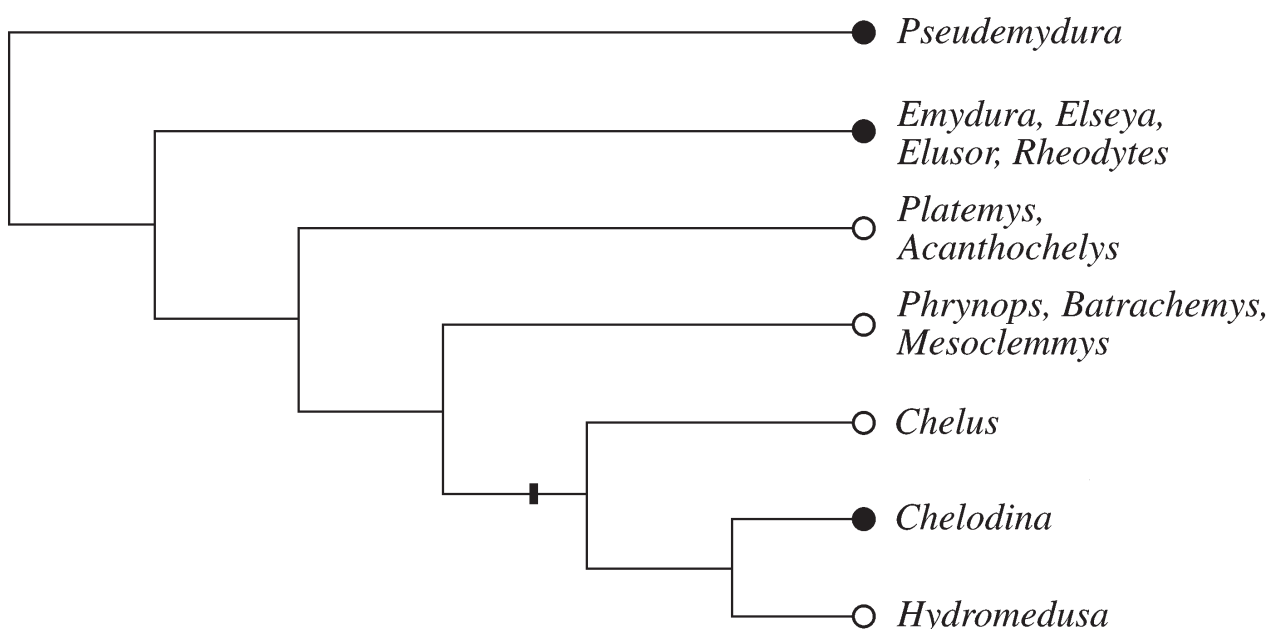 Pseudemydura
Emydura, Elseya,
Elusor, Rheodytes
Platemys,
Acanthochelys
Phrynops, Batrachemys,
Mesoclemmys
Chelus
Chelodina
Hydromedusa